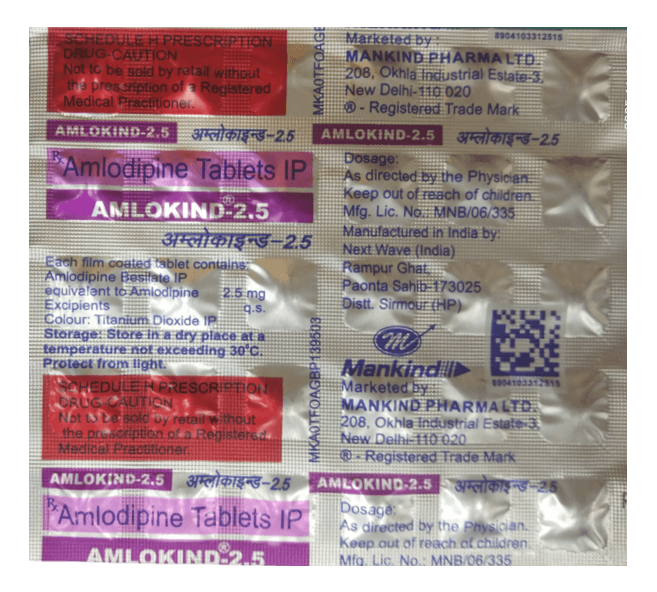 SCHEDULE H PRESCRIPTION
DRUG-CAUTION
Not to be sold by retail without
the prescription of a Registered
Medical Practitioner.
AMLOKIND-2.5 अम्लोकाइन्ड-2.5
Rx Amlodipine Tablets IP
AMLOKIND®-2.5
अम्लोकाइन्ड-2.5
Each film coated tablet contains:
Amlodipine Besilate IP
equivalent to Amlodipine 2.5 mg
Excipients q.s.
Colour: Titanium Dioxide IP
Storage: Store in a dry place at a
temperature not exceeding 30°C.
Protect from light.
SCHEDULE H PRESCRIPTION
DRUG-CAUTION
Not to be sold by retail without
the prescription of a Registered
Medical Practitioner.
AMLOKIND-2.5 अम्लोकाइन्ड-2.5
Rx Amlodipine Tablets IP
AMLOKIND®-2.5
Marketed by :
MANKIND PHARMA LTD.
208, Okhla Industrial Estate-3,
New Delhi-110 020
® - Registered Trade Mark
8904103312515
AMLOKIND-2.5 अम्लोकाइन्ड-2.5
Dosage:
As directed by the Physician.
Keep out of reach of children.
Mfg. Lic. No.: MNB/06/335
Manufactured in India by:
Next Wave (India)
Rampur Ghat,
Paonta Sahib-173025
Distt. Sirmour (HP)
m
Mankind
8904103312515
Marketed by :
MANKIND PHARMA LTD.
208, Okhla Industrial Estate-3,
New Delhi-110 020
® - Registered Trade Mark
AMLOKIND-2.5 अम्लोकाइन्ड-2.5
Dosage:
As directed by the Physician.
Keep out of reach of children.
Mfg. Lic. No.: MNB/06/335